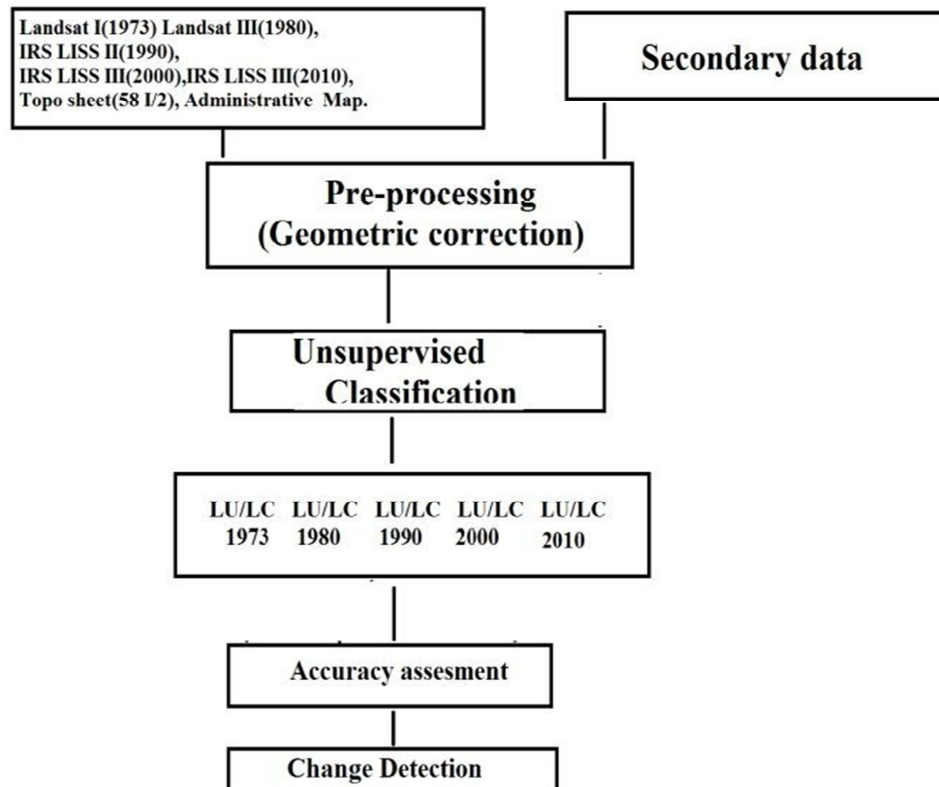 Landsat I(1973) Landsat III(1980),
IRS LISS II(1990),
IRS LISS III(2000),IRS LISS III(2010),
Topo sheet(58 I/2), Administrative Map.
Secondary data
Pre-processing
(Geometric correction)
Unsupervised
Classification
LU/LC LU/LC LU/LC LU/LC LU/LC
1973 1980 1990 2000 2010
Accuracy assesment
Change Detection